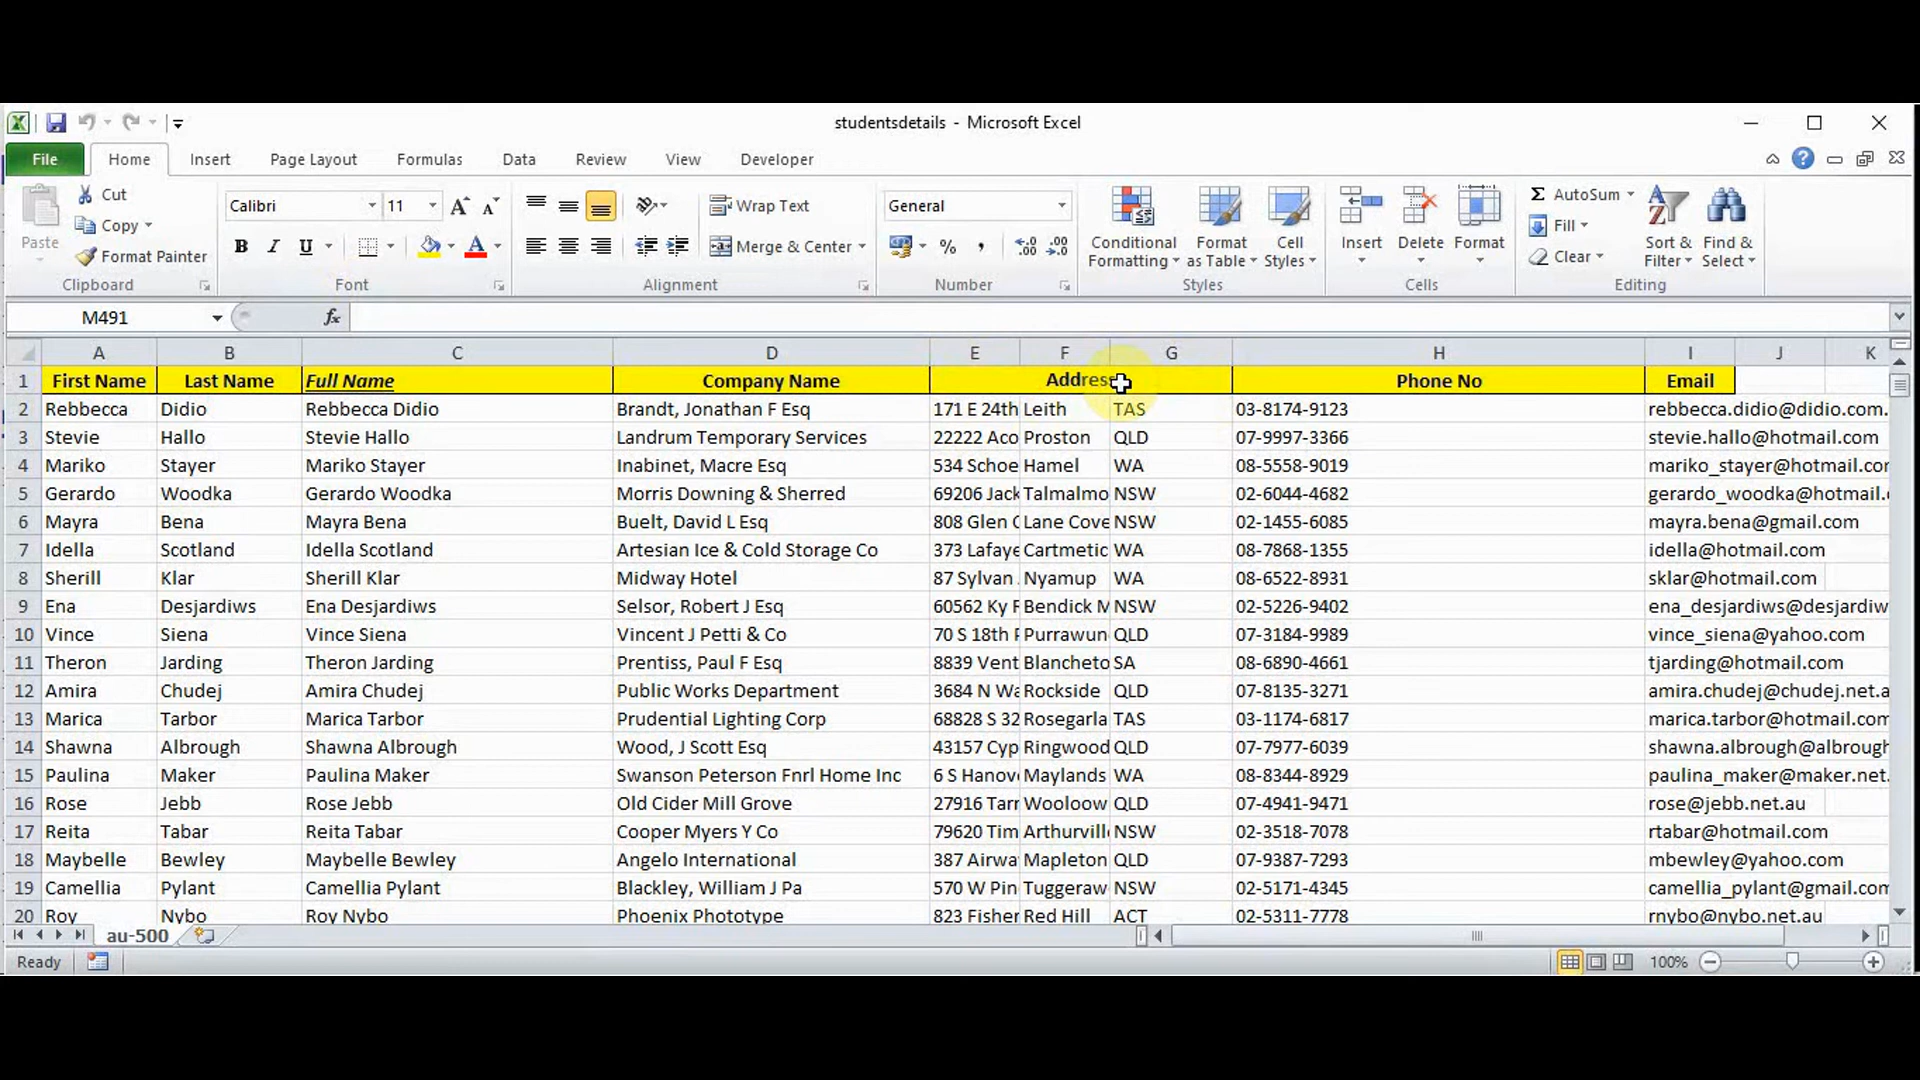 studentsdetails - Microsoft Excel
File Home Insert Page Layout Formulas Data Review View Developer
Paste Cut Copy Format Painter Clipboard
Calibri 11 B I U A Font
Wrap Text Merge & Center Alignment
General % , Number
Conditional Formatting Format as Table Cell Styles Styles
Insert Delete Format Cells
Σ AutoSum Fill Clear Sort & Filter Find & Select Editing
M491 fx
A B C D E F G H I J K
1 First Name Last Name Full Name Company Name Address Phone No Email
2 Rebbecca Didio Rebbecca Didio Brandt, Jonathan F Esq 171 E 24th Leith TAS 03-8174-9123 rebbecca.didio@didio.com.
3 Stevie Hallo Stevie Hallo Landrum Temporary Services 22222 Aco Proston QLD 07-9997-3366 stevie.hallo@hotmail.com
4 Mariko Stayer Mariko Stayer Inabinet, Macre Esq 534 Schoe Hamel WA 08-5558-9019 mariko_stayer@hotmail.com
5 Gerardo Woodka Gerardo Woodka Morris Downing & Sherred 69206 Jack Talmalmo NSW 02-6044-4682 gerardo_woodka@hotmail.
6 Mayra Bena Mayra Bena Buelt, David L Esq 808 Glen C Lane Cove NSW 02-1455-6085 mayra.bena@gmail.com
7 Idella Scotland Idella Scotland Artesian Ice & Cold Storage Co 373 Lafaye Cartmetic WA 08-7868-1355 idella@hotmail.com
8 Sherill Klar Sherill Klar Midway Hotel 87 Sylvan Nyamup WA 08-6522-8931 sklar@hotmail.com
9 Ena Desjardiws Ena Desjardiws Selsor, Robert J Esq 60562 Ky Bendick M NSW 02-5226-9402 ena_desjardiws@desjardiw
10 Vince Siena Vince Siena Vincent J Petti & Co 70 S 18th Purrawun QLD 07-3184-9989 vince_siena@yahoo.com
11 Theron Jarding Theron Jarding Prentiss, Paul F Esq 8839 Vent Blancheto SA 08-6890-4661 tjarding@hotmail.com
12 Amira Chudej Amira Chudej Public Works Department 3684 N Wa Rockside QLD 07-8135-3271 amira.chudej@chudej.net.a
13 Marica Tarbor Marica Tarbor Prudential Lighting Corp 68828 S 32 Rosegarla TAS 03-1174-6817 marica.tarbor@hotmail.com
14 Shawna Albrough Shawna Albrough Wood, J Scott Esq 43157 Cyp Ringwood QLD 07-7977-6039 shawna.albrough@albrough
15 Paulina Maker Paulina Maker Swanson Peterson Fnrl Home Inc 6 S Hanov Maylands WA 08-8344-8929 paulina_maker@maker.net.
16 Rose Jebb Rose Jebb Old Cider Mill Grove 27916 Tarr Wooloow QLD 07-4941-9471 rose@jebb.net.au
17 Reita Tabar Reita Tabar Cooper Myers Y Co 79620 Tim Arthurville NSW 02-3518-7078 rtabar@hotmail.com
18 Maybelle Bewley Maybelle Bewley Angelo International 387 Airwa Mapleton QLD 07-9387-7293 mbewley@yahoo.com
19 Camellia Pylant Camellia Pylant Blackley, William J Pa 570 W Pin Tuggeraw NSW 02-5171-4345 camellia_pylant@gmail.com
20 Roy Nybo Roy Nybo Phoenix Phototype 823 Fisher Red Hill ACT 02-5311-7778 rnybo@nybo.net.au
au-500
Ready 100%